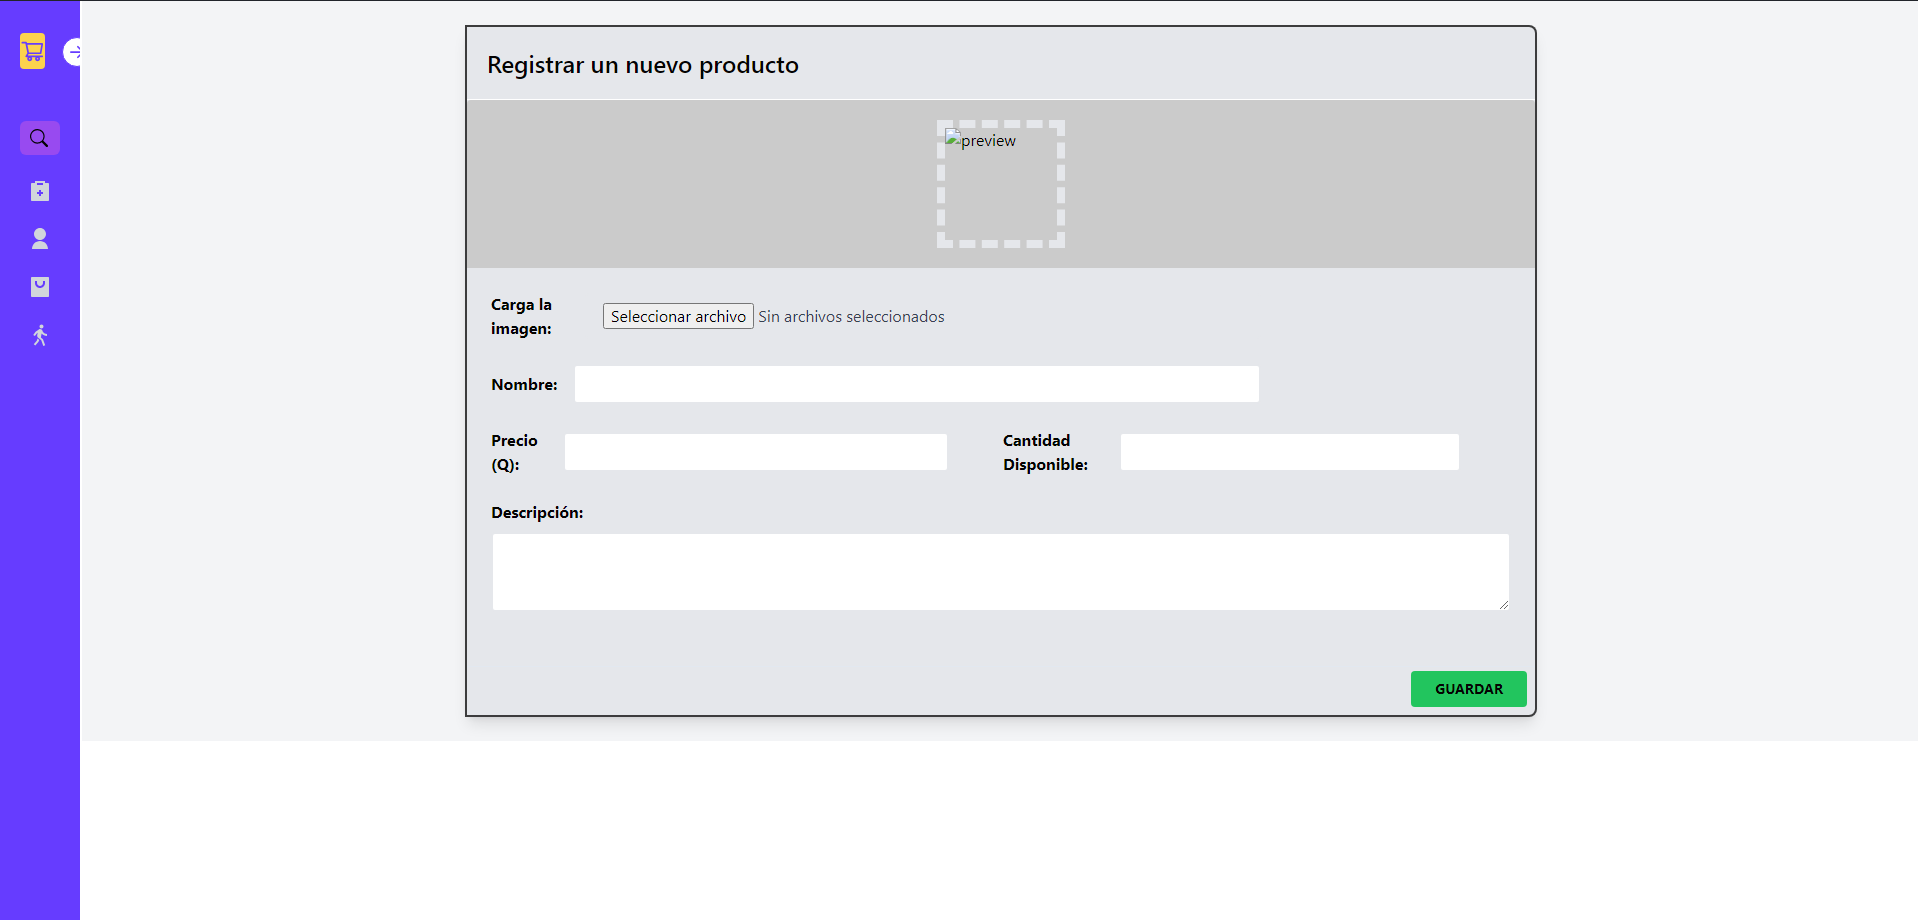 Registrar un nuevo producto
preview
Carga la
imagen:
Seleccionar archivo Sin archivos seleccionados
Nombre:
Precio
(Q):
Cantidad
Disponible:
Descripción:
GUARDAR